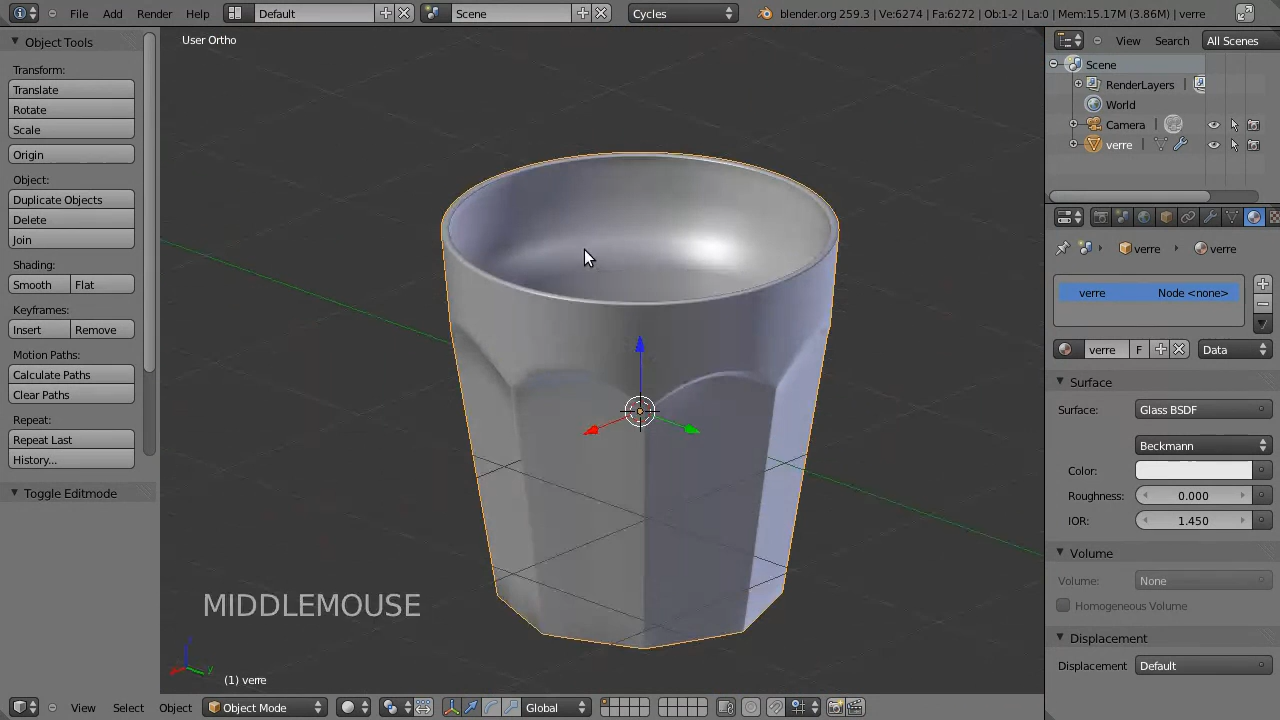 File Add Render Help Default Scene Cycles blender.org 259.3 | Ve:6274 | Fa:6272 | Ob:1-2 | La:0 | Mem:15.17M (3.86M) | verre
Object Tools
Transform:
Translate
Rotate
Scale
Origin
Object:
Duplicate Objects
Delete
Join
Shading:
Smooth Flat
Keyframes:
Insert Remove
Motion Paths:
Calculate Paths
Clear Paths
Repeat:
Repeat Last
History...
Toggle Editmode
User Ortho
MIDDLEMOUSE
z
x y
(1) verre
View Select Object Object Mode Global
View Search All Scenes
Scene
RenderLayers |
World
Camera |
verre |
verre verre
verre Node <none>
verre F Data
Surface
Surface: Glass BSDF
Beckmann
Color:
Roughness: 0.000
IOR: 1.450
Volume
Volume: None
Homogeneous Volume
Displacement
Displacement Default